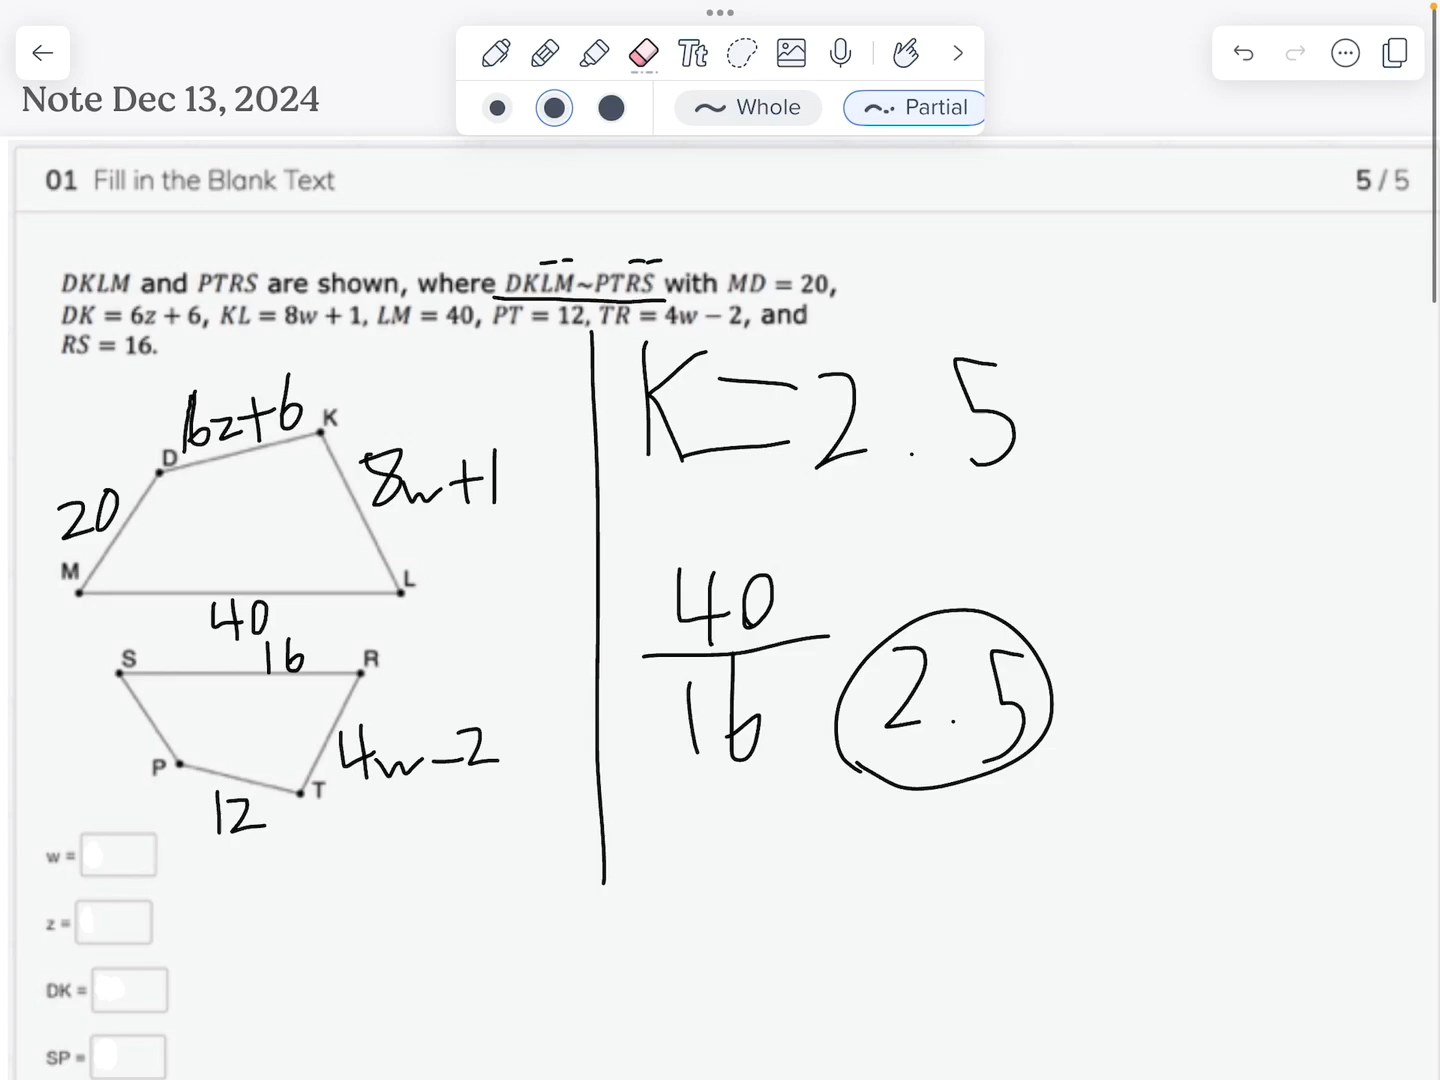 Note Dec 13, 2024
Tt
Whole
Partial
01 Fill in the Blank Text
5 / 5
DKLM and PTRS are shown, where DKLM~PTRS with MD = 20,
DK = 6z + 6, KL = 8w + 1, LM = 40, PT = 12, TR = 4w − 2, and
RS = 16.
K = 2.5
6z+6
K
D
8w+1
20
M
L
40
40
16
2.5
S
16
R
4w-2
P
T
12
w =
z =
DK =
SP =